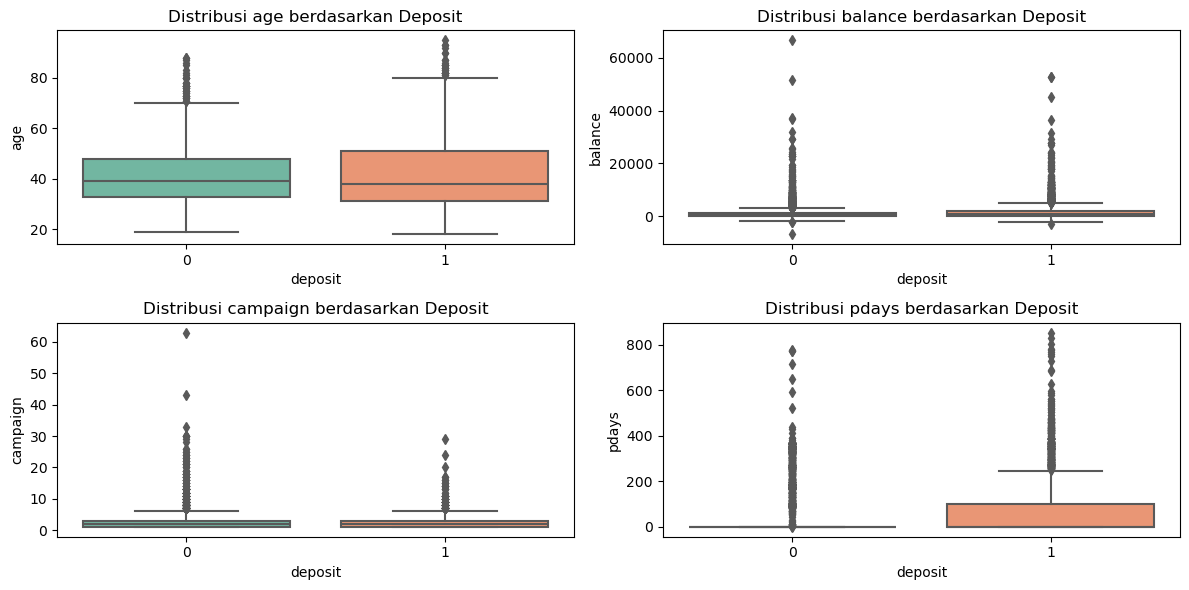 Distribusi age berdasarkan Deposit
age
80
60
40
20
0
1
deposit
Distribusi balance berdasarkan Deposit
balance
60000
40000
20000
0
0
1
deposit
Distribusi campaign berdasarkan Deposit
campaign
60
50
40
30
20
10
0
0
1
deposit
Distribusi pdays berdasarkan Deposit
pdays
800
600
400
200
0
0
1
deposit